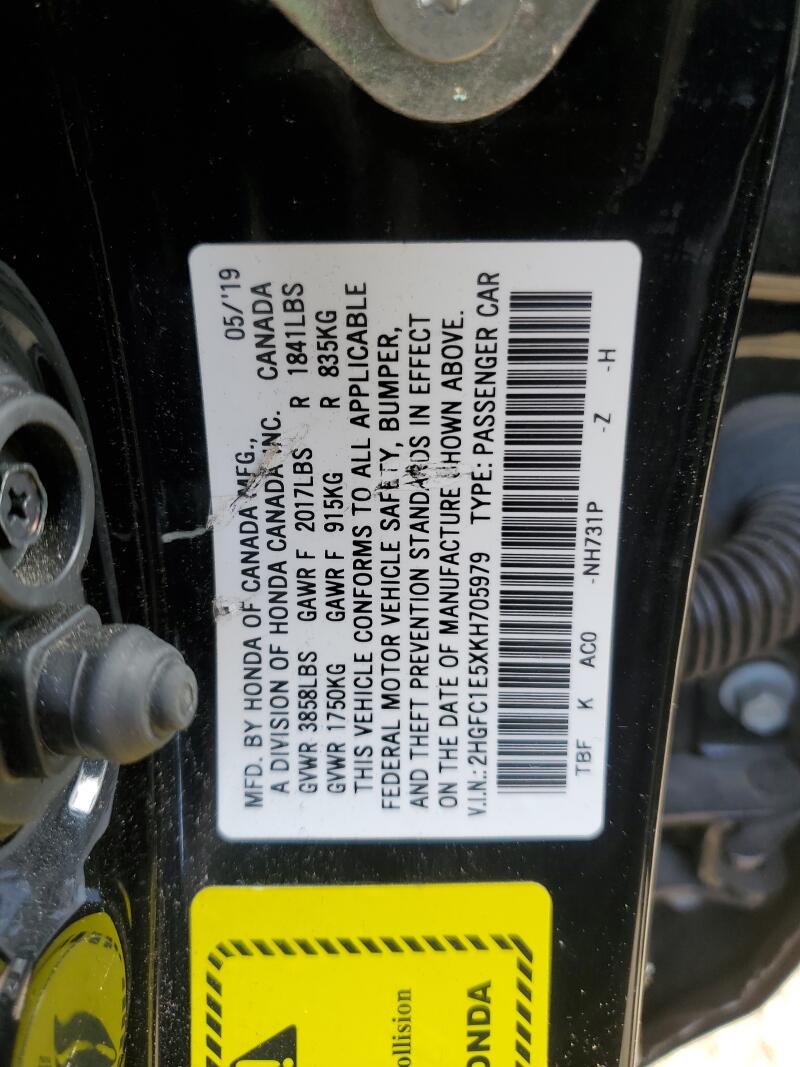 05/'19
MFD. BY HONDA OF CANADA MFG.,
A DIVISION OF HONDA CANADA INC. CANADA
GVWR 3858LBS GAWR F 2017LBS R 1841LBS
GVWR 1750KG GAWR F 915KG R 835KG
THIS VEHICLE CONFORMS TO ALL APPLICABLE
FEDERAL MOTOR VEHICLE SAFETY, BUMPER,
AND THEFT PREVENTION STANDARDS IN EFFECT
ON THE DATE OF MANUFACTURE SHOWN ABOVE.
V.I.N.: 2HGFC1E5XKH705979 TYPE: PASSENGER CAR
TBF K AC0 -NH731P -Z -H
ollision
ONDA